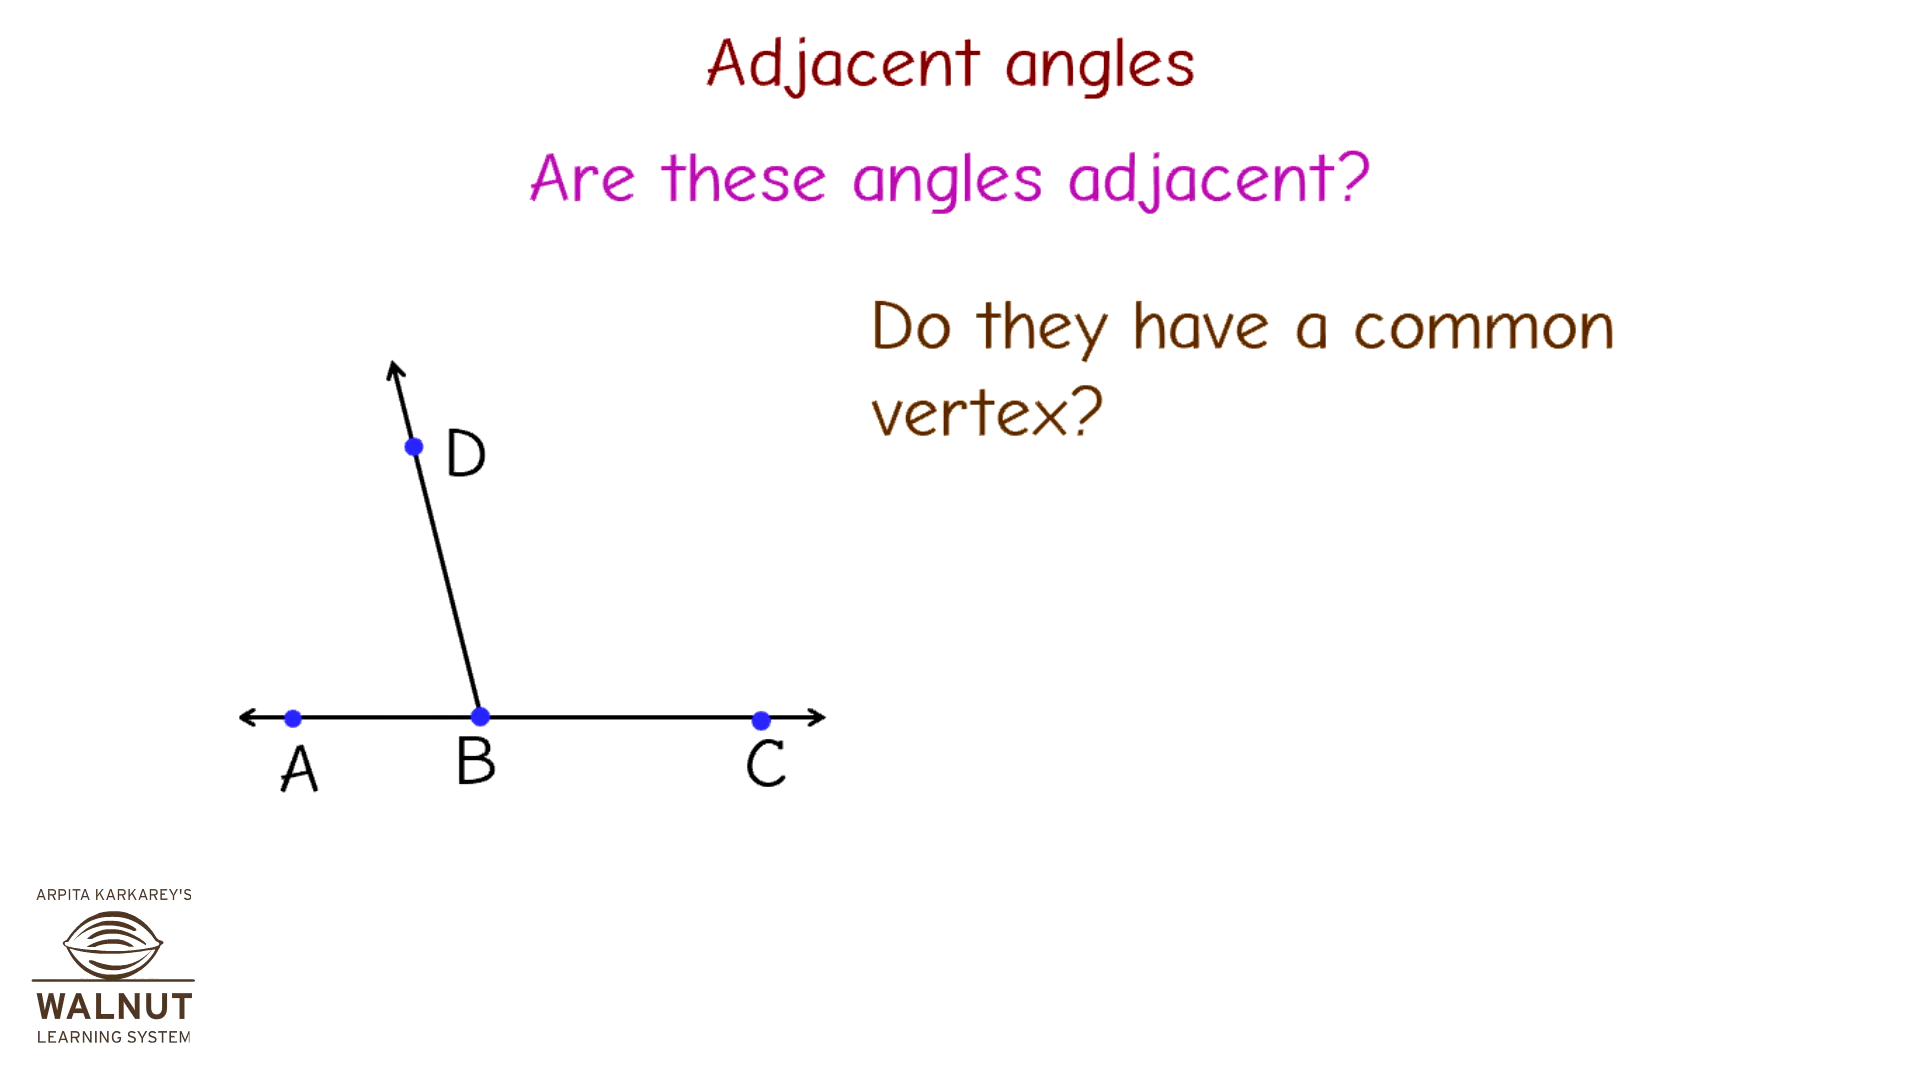 Adjacent angles
Are these angles adjacent?
Do they have a common
vertex?
D
A
B
C
ARPITA KARKAREY'S
WALNUT
LEARNING SYSTEM